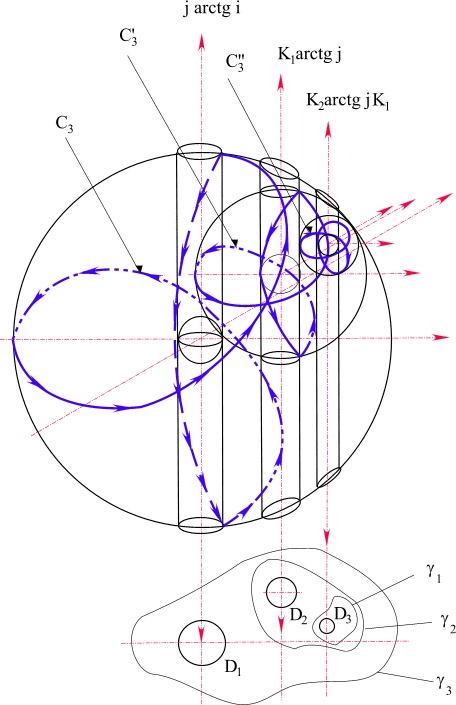 j arctg i
C'₃
K₁arctg j
C''₃
K₂arctg jK₁
C₃
γ₁
D₂
D₃
γ₂
D₁
γ₃